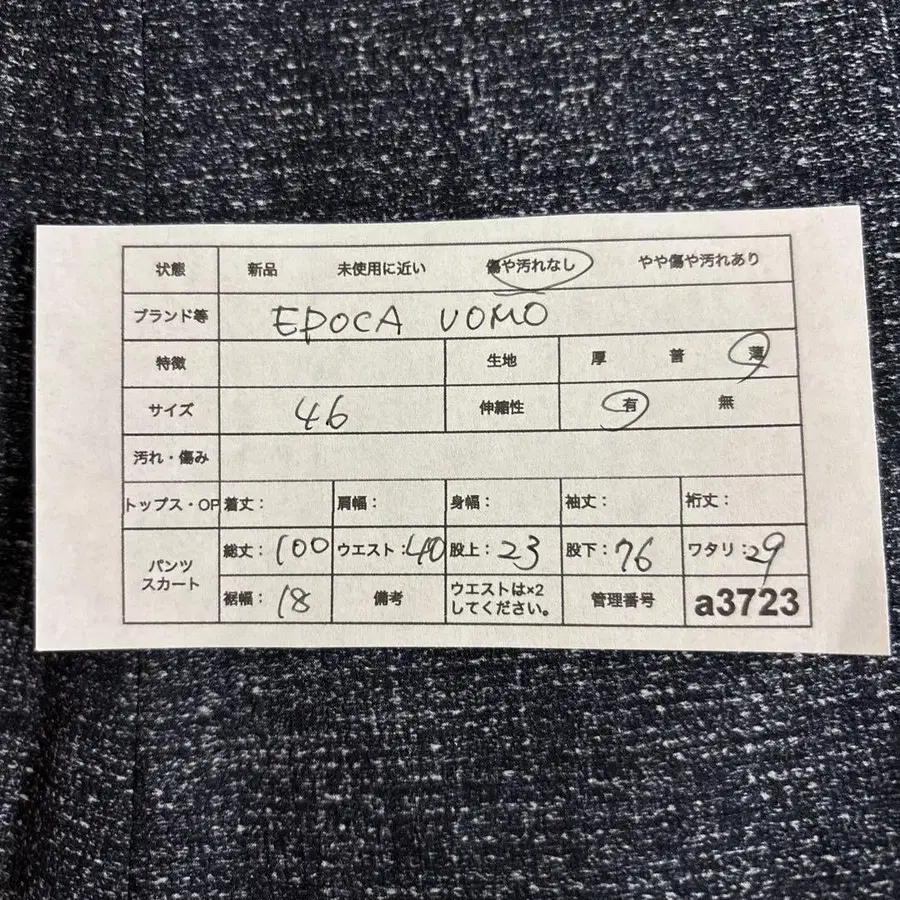 状態 新品 未使用に近い 傷や汚れなし やや傷や汚れあり
ブランド等 EPOCA UOMO
特徴 生地 厚 普 薄
サイズ 46 伸縮性 有 無
汚れ・傷み
トップス・OP 着丈： 肩幅： 身幅： 袖丈： 裄丈：
パンツ スカート 総丈：100 ウエスト：40 股上：23 股下：76 ワタリ：29
裾幅：18 備考 ウエストは×2
してください。 管理番号 a3723